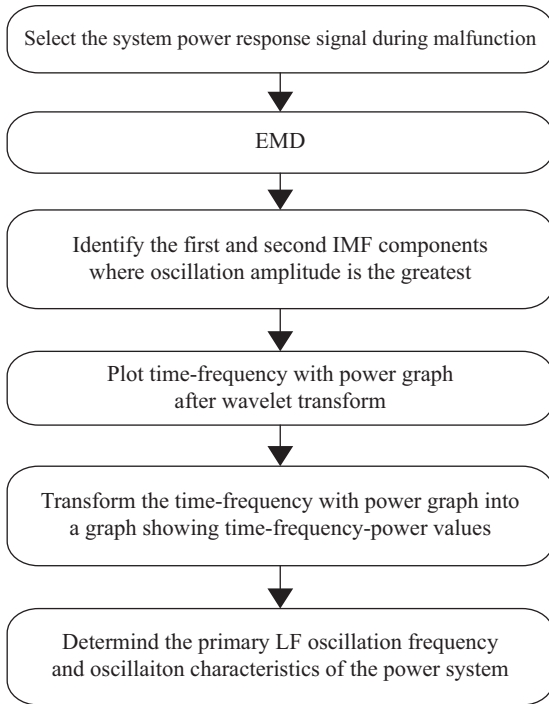 Select the system power response signal during malfunction
EMD
Identify the first and second IMF components
where oscillation amplitude is the greatest
Plot time-frequency with power graph
after wavelet transform
Transform the time-frequency with power graph into
a graph showing time-frequency-power values
Determind the primary LF oscillation frequency
and oscillaiton characteristics of the power system